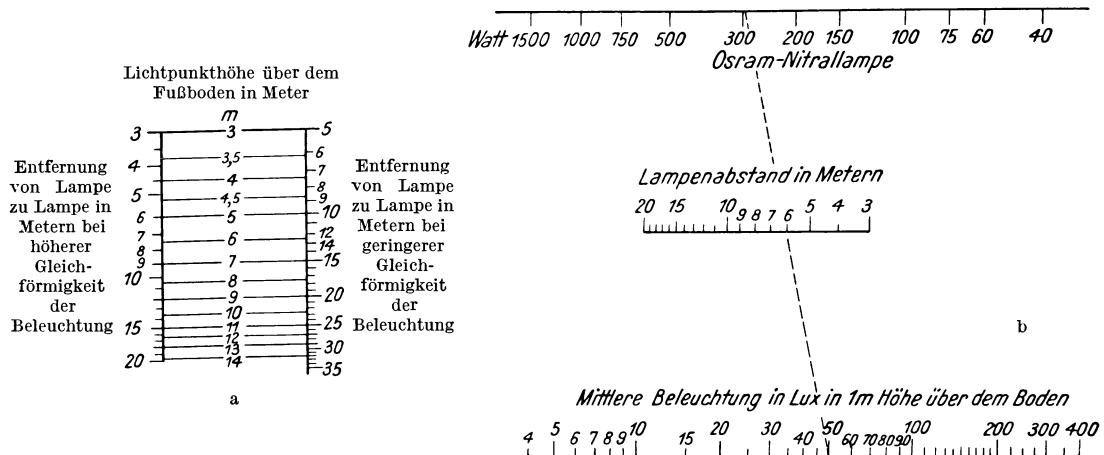 Lichtpunkthöhe über dem
Fußboden in Meter
m
3 3 5
3,5 6
4 4 7
5 4,5 8
9
6 5 10
7 6 12
8 14
9 7 15
10 8
9 20
10
15 11 25
12
13 30
20 14 35
Entfernung
von Lampe
zu Lampe in
Metern bei
höherer
Gleich-
förmigkeit
der
Beleuchtung
Entfernung
von Lampe
zu Lampe in
Metern bei
geringerer
Gleich-
förmigkeit
der
Beleuchtung
a
Watt 1500 1000 750 500 300 200 150 100 75 60 40
Osram-Nitrallampe
Lampenabstand in Metern
20 15 10 9 8 7 6 5 4 3
b
Mittlere Beleuchtung in Lux in 1m Höhe über dem Boden
4 5 6 7 8 9 10 15 20 30 40 50 60 70 80 90 100 200 300 400